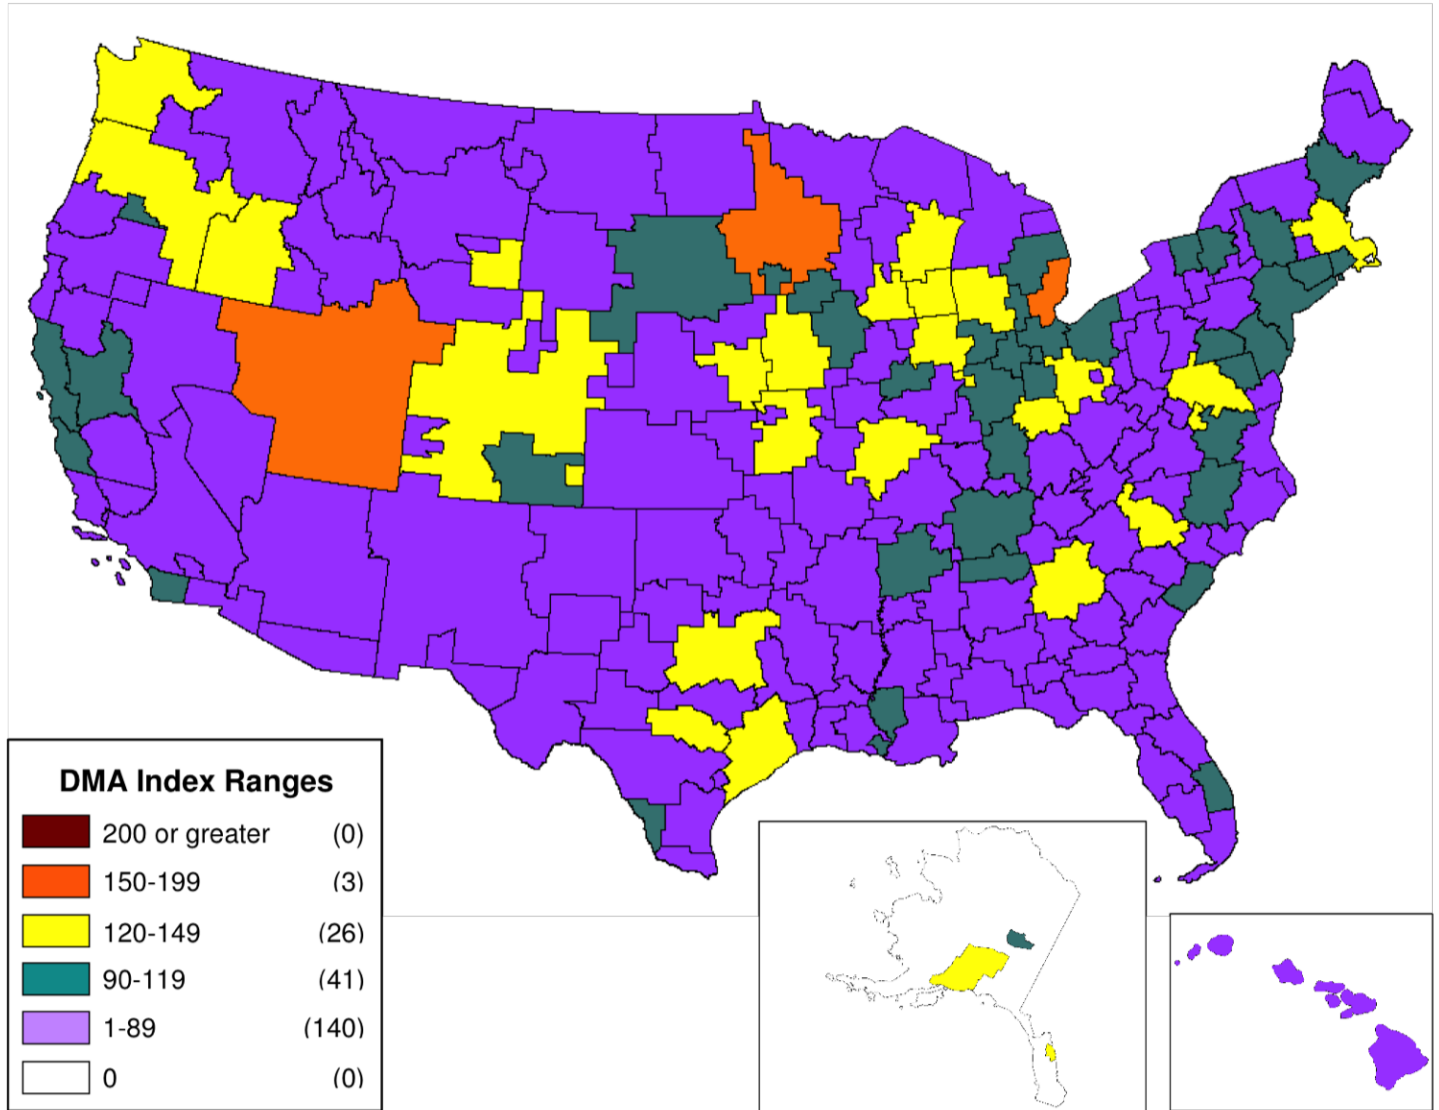 DMA Index Ranges
200 or greater (0)
150-199 (3)
120-149 (26)
90-119 (41)
1-89 (140)
0 (0)